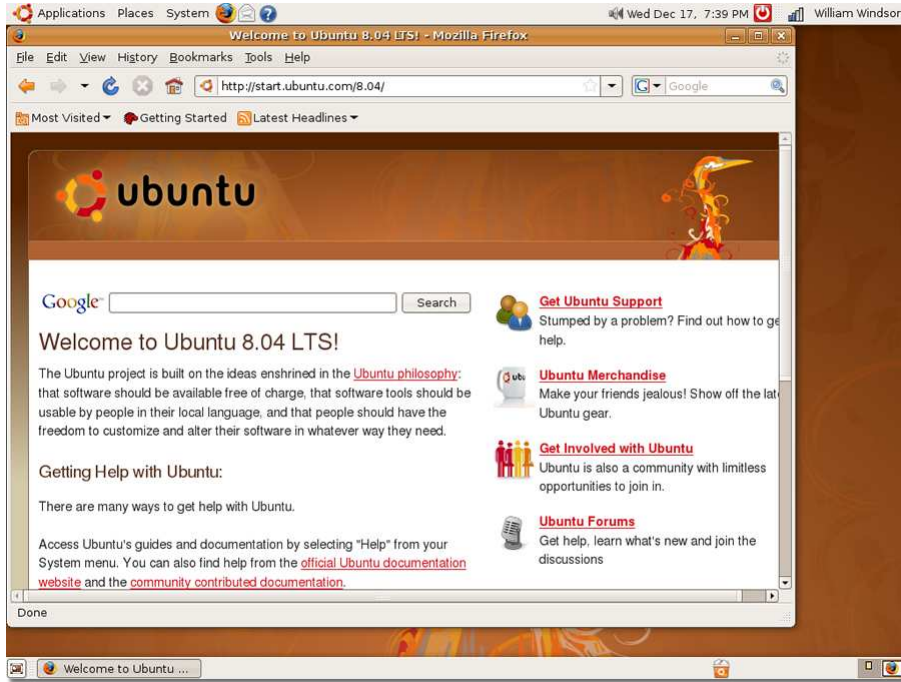 Applications Places System Wed Dec 17, 7:39 PM William Windsor
Welcome to Ubuntu 8.04 LTS! - Mozilla Firefox
File Edit View History Bookmarks Tools Help
http://start.ubuntu.com/8.04/ G Google
Most Visited Getting Started Latest Headlines
ubuntu
Google Search
Welcome to Ubuntu 8.04 LTS!
The Ubuntu project is built on the ideas enshrined in the Ubuntu philosophy:
that software should be available free of charge, that software tools should be
usable by people in their local language, and that people should have the
freedom to customize and alter their software in whatever way they need.
Getting Help with Ubuntu:
There are many ways to get help with Ubuntu.
Access Ubuntu's guides and documentation by selecting "Help" from your
System menu. You can also find help from the official Ubuntu documentation
website and the community contributed documentation.
Get Ubuntu Support
Stumped by a problem? Find out how to ge
help.
ubu
Ubuntu Merchandise
Make your friends jealous! Show off the lat
Ubuntu gear.
Get Involved with Ubuntu
Ubuntu is also a community with limitless
opportunities to join in.
Ubuntu Forums
Get help, learn what's new and join the
discussions
Done
Welcome to Ubuntu ...